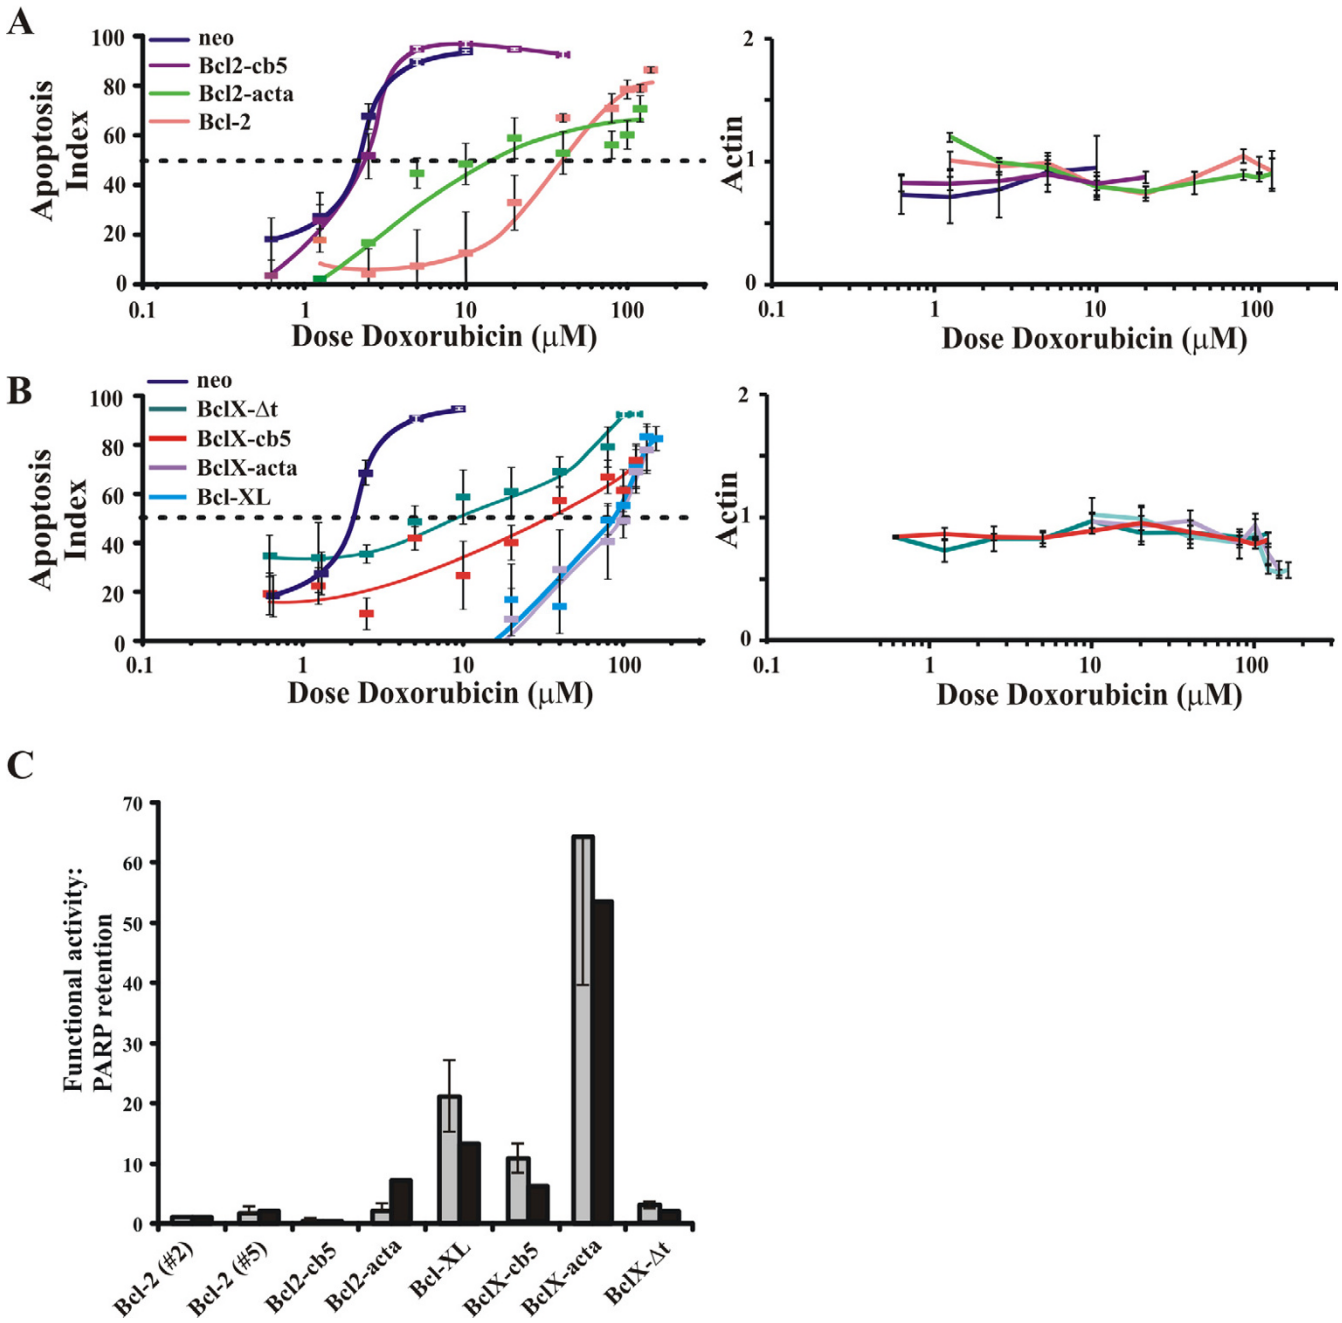 A
neo
Bcl2-cb5
Bcl2-acta
Bcl-2
Apoptosis
Index
100
80
60
40
20
0
0.1 1 10 100
Dose Doxorubicin (μM)
Actin
2
1
0
0.1 1 10 100
Dose Doxorubicin (μM)
B
neo
BclX-Δt
BclX-cb5
BclX-acta
Bcl-XL
Apoptosis
Index
100
80
60
40
20
0
0.1 1 10 100
Dose Doxorubicin (μM)
Actin
2
1
0
0.1 1 10 100
Dose Doxorubicin (μM)
C
Functional activity:
PARP retention
70
60
50
40
30
20
10
0
Bcl-2 (#2)
Bcl-2 (#5)
Bcl2-cb5
Bcl2-acta
Bcl-XL
BclX-cb5
BclX-acta
BclX-Δt